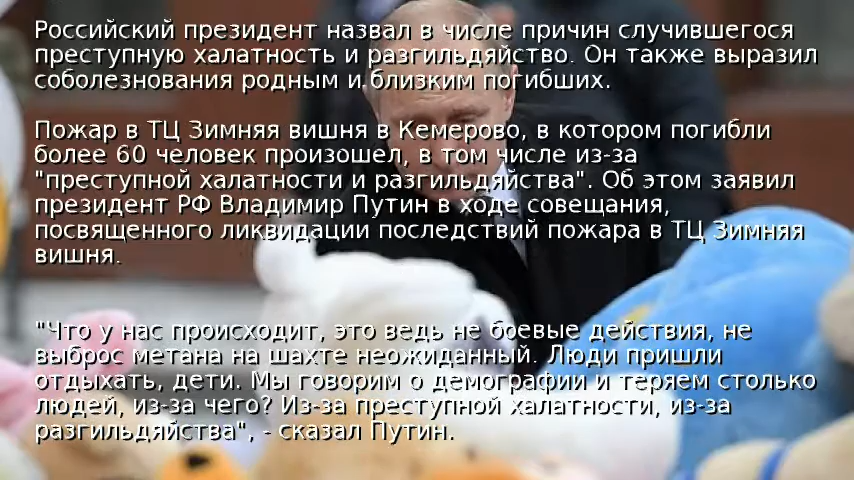 Российский президент назвал в числе причин случившегося
преступную халатность и разгильдяйство. Он также выразил
соболезнования родным и близким погибших.
Пожар в ТЦ Зимняя вишня в Кемерово, в котором погибли
более 60 человек произошел, в том числе из-за
"преступной халатности и разгильдяйства". Об этом заявил
президент РФ Владимир Путин в ходе совещания,
посвященного ликвидации последствий пожара в ТЦ Зимняя
вишня.
"Что у нас происходит, это ведь не боевые действия, не
выброс метана на шахте неожиданный. Люди пришли
отдыхать, дети. Мы говорим о демографии и теряем столько
людей, из-за чего? Из-за преступной халатности, из-за
разгильдяйства", - сказал Путин.